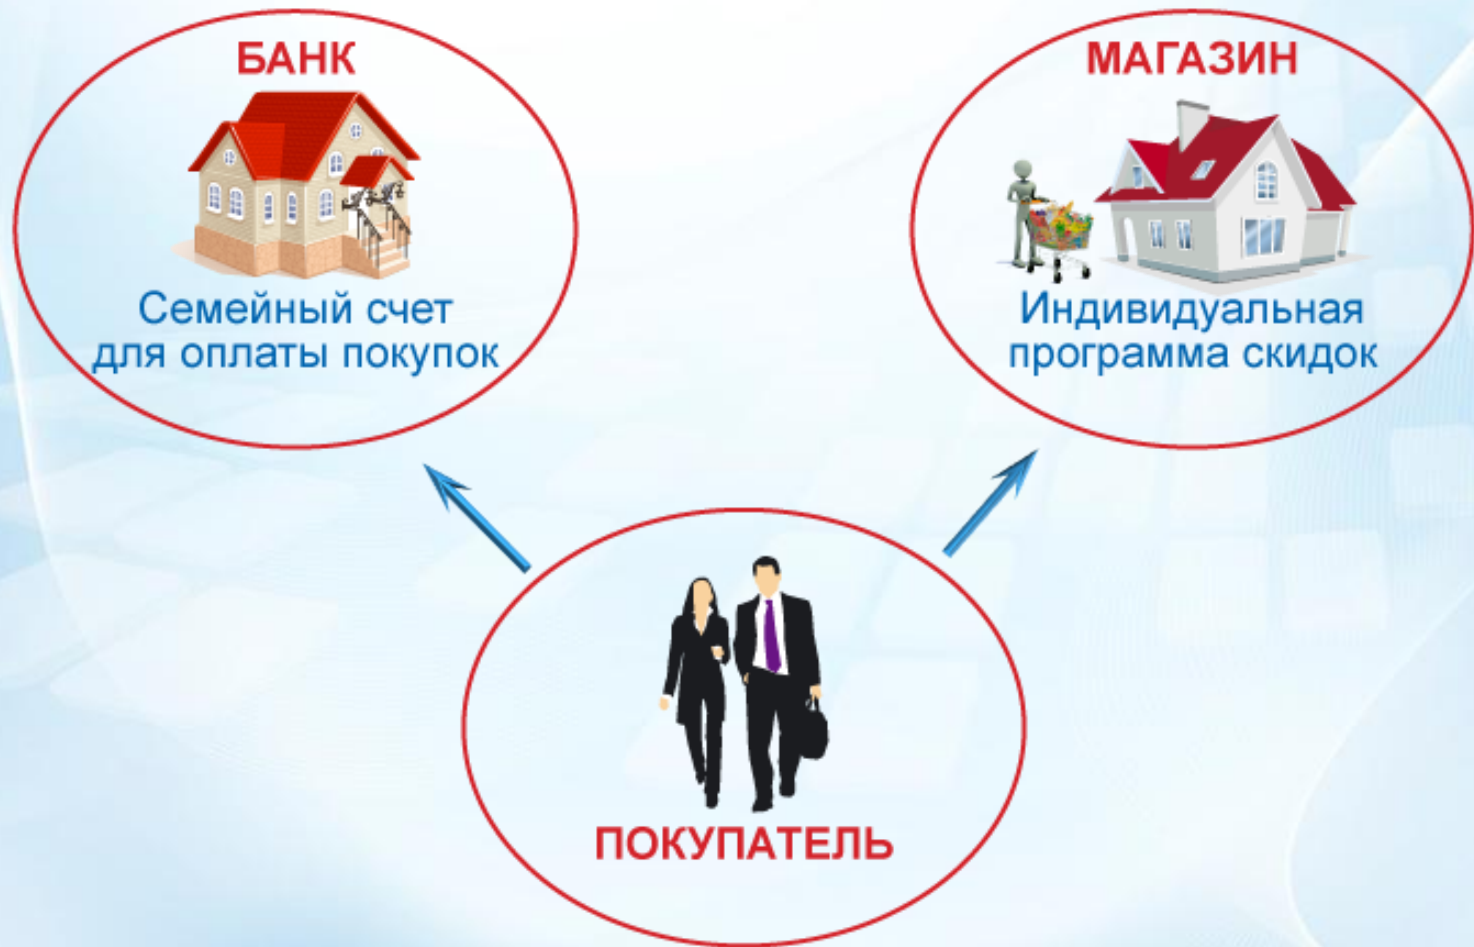 БАНК
Семейный счет
для оплаты покупок
МАГАЗИН
Индивидуальная
программа скидок
ПОКУПАТЕЛЬ